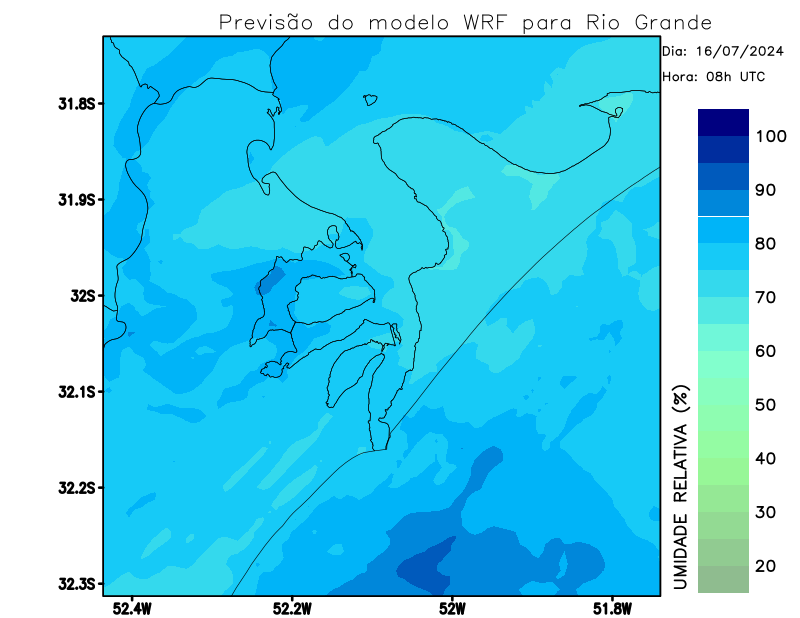 Previsão do modelo WRF para Rio Grande
Dia: 16/07/2024
Hora: 08h UTC
31.8S
31.9S
32S
32.1S
32.2S
32.3S
52.4W
52.2W
52W
51.8W
100
90
80
70
60
50
40
30
20
UMIDADE RELATIVA (%)